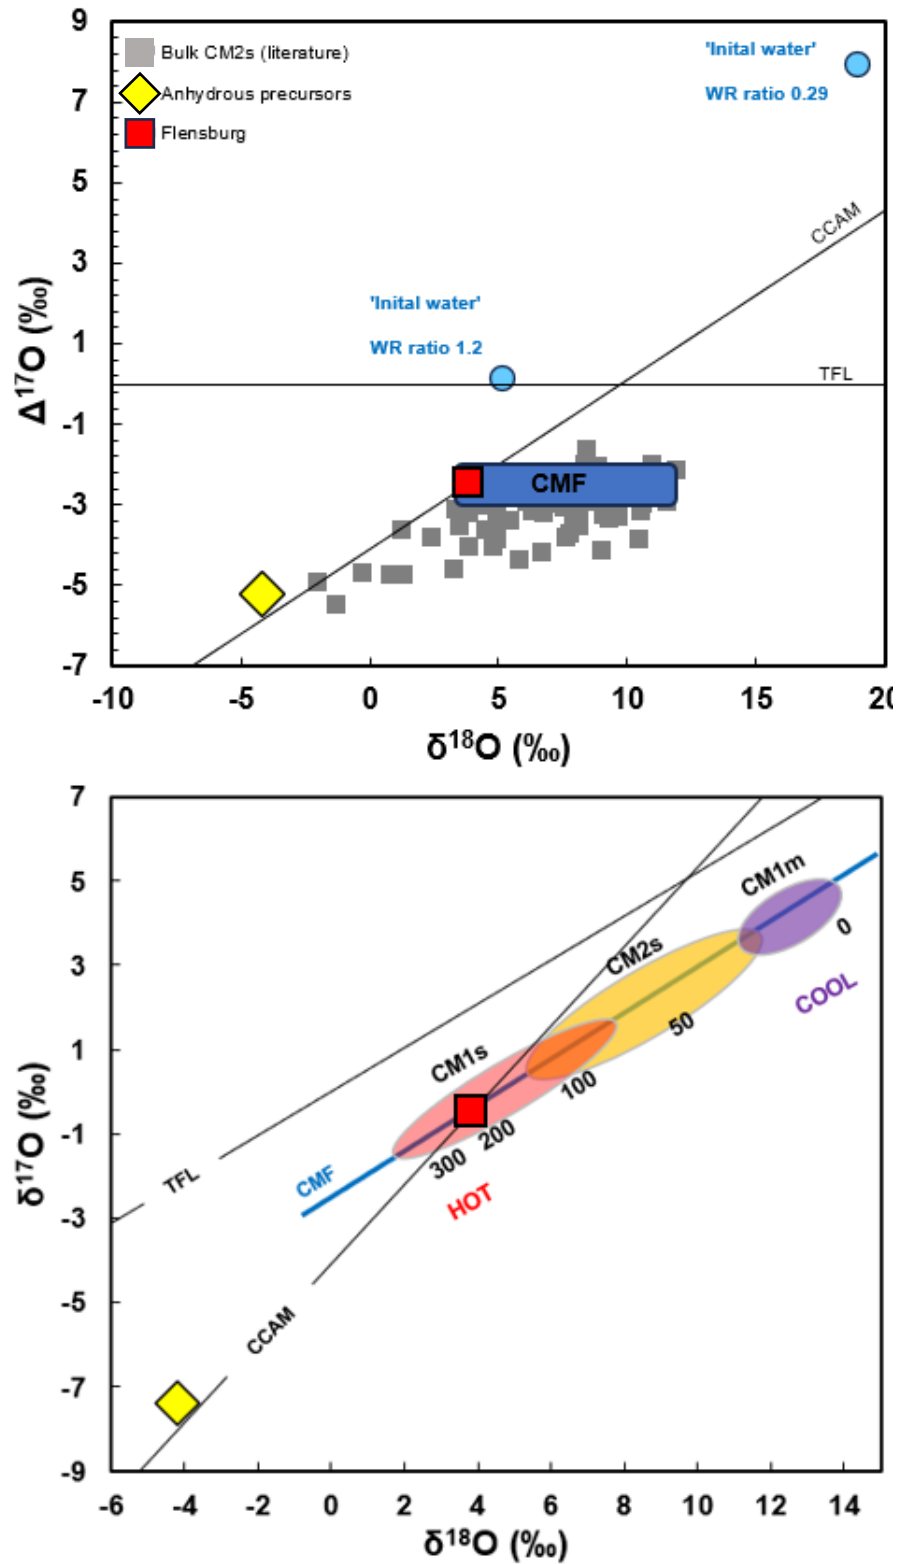 9
7
5
3
1
-1
-3
-5
-7
Δ¹⁷O (‰)
Bulk CM2s (literature)
Anhydrous precursors
Flensburg
'Inital water'
WR ratio 0.29
CCAM
'Inital water'
WR ratio 1.2
TFL
CMF
-10 -5 0 5 10 15 20
δ¹⁸O (‰)
7
5
3
1
-1
-3
-5
-7
-9
δ¹⁷O (‰)
CM1m
0
COOL
CM2s
50
CM1s
100
200
300
HOT
TFL
CMF
CCAM
-6 -4 -2 0 2 4 6 8 10 12 14
δ¹⁸O (‰)